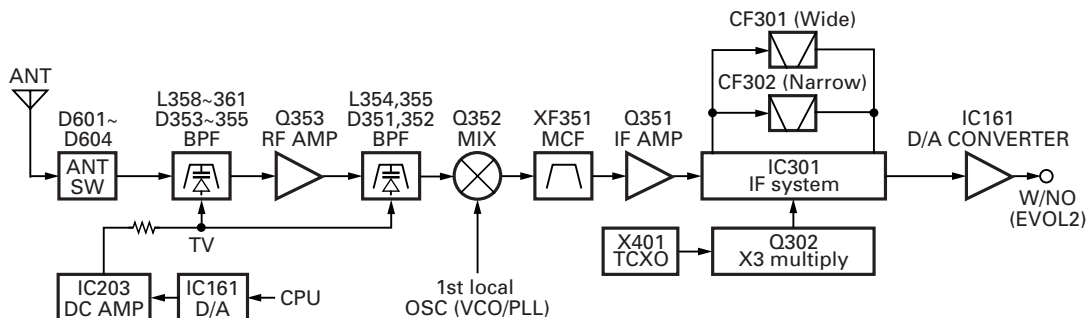 CF301 (Wide)
CF302 (Narrow)
ANT
D601~
D604
ANT
SW
L358~361
D353~355
BPF
Q353
RF AMP
L354,355
D351,352
BPF
Q352
MIX
XF351
MCF
Q351
IF AMP
IC301
IF system
IC161
D/A CONVERTER
W/NO
(EVOL2)
TV
X401
TCXO
Q302
X3 multiply
IC203
DC AMP
IC161
D/A
CPU
1st local
OSC (VCO/PLL)